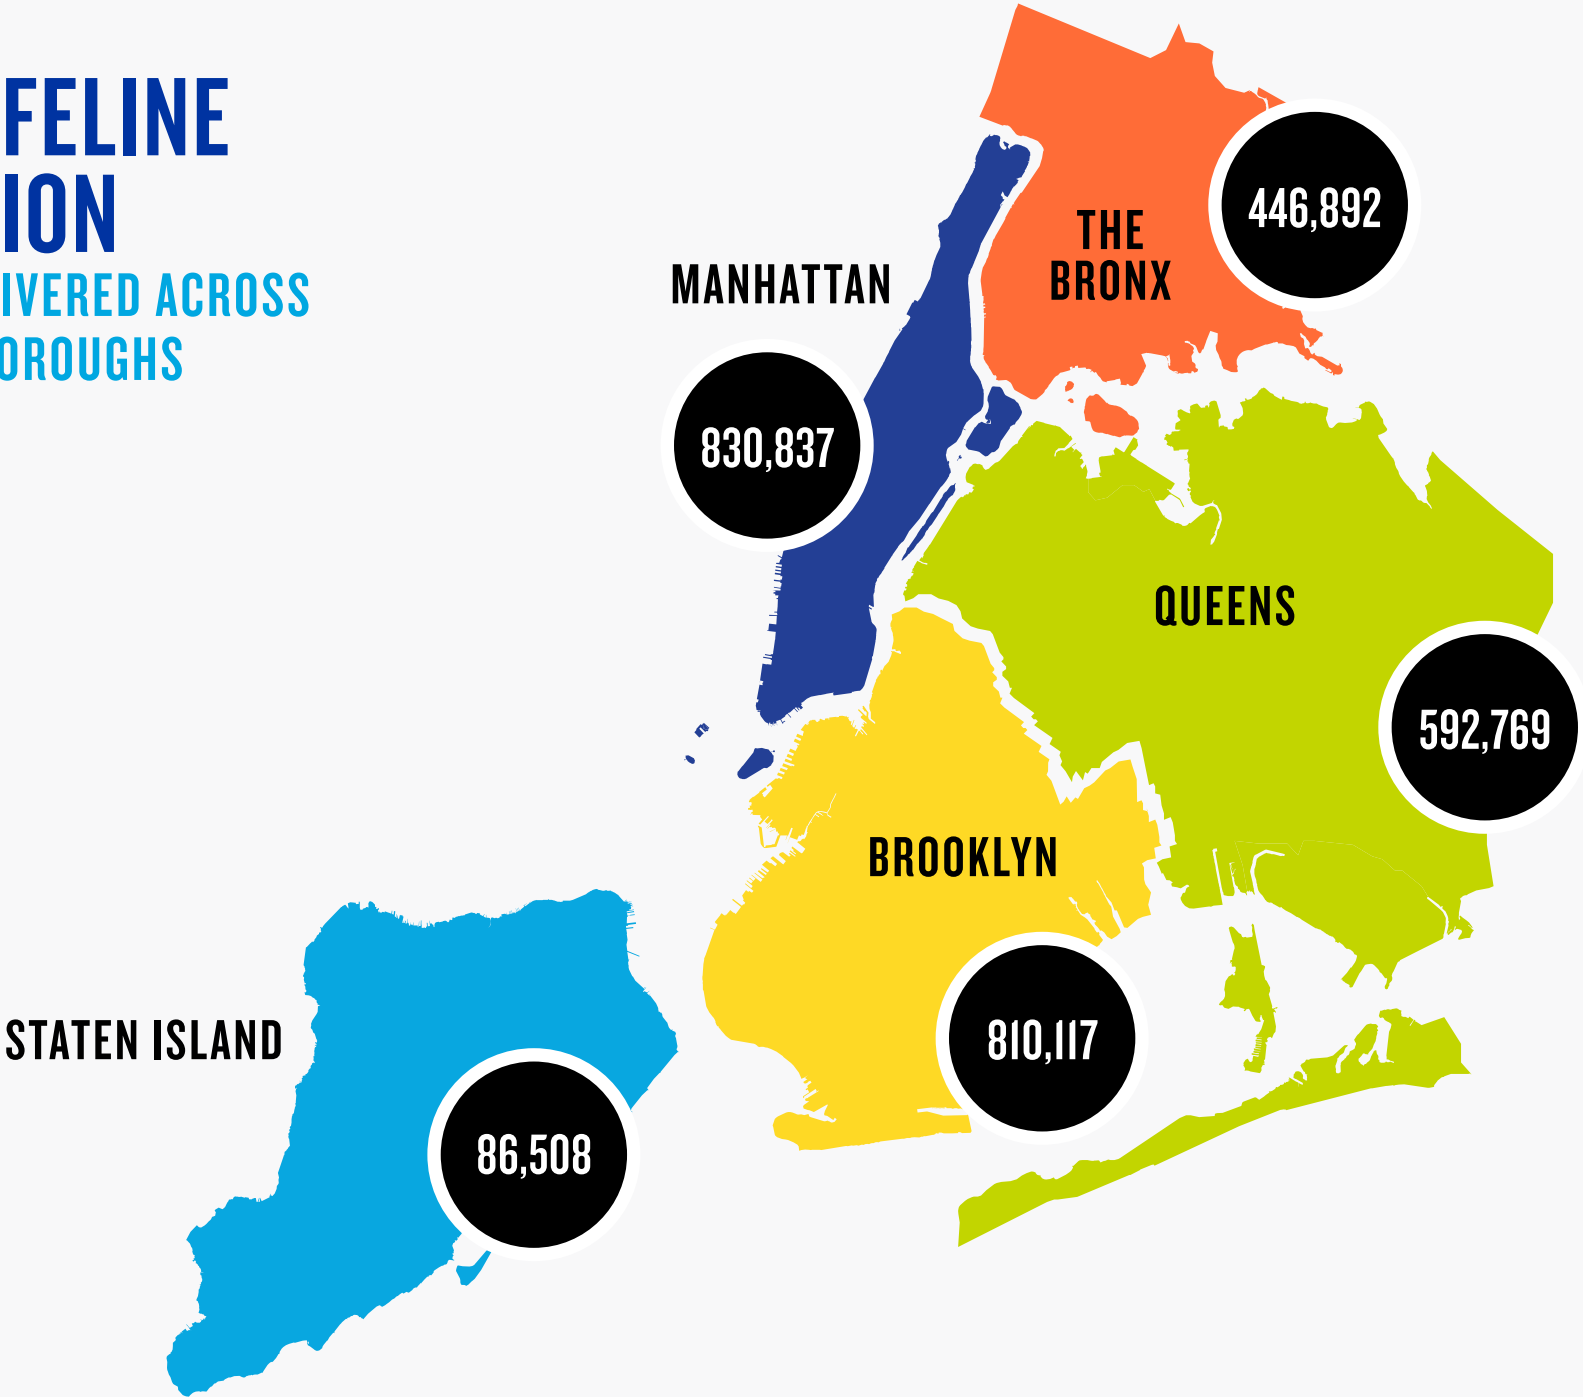 FELINE
ION
IVERED ACROSS
OROUGHS
THE
BRONX
446,892
MANHATTAN
830,837
QUEENS
592,769
BROOKLYN
810,117
STATEN ISLAND
86,508